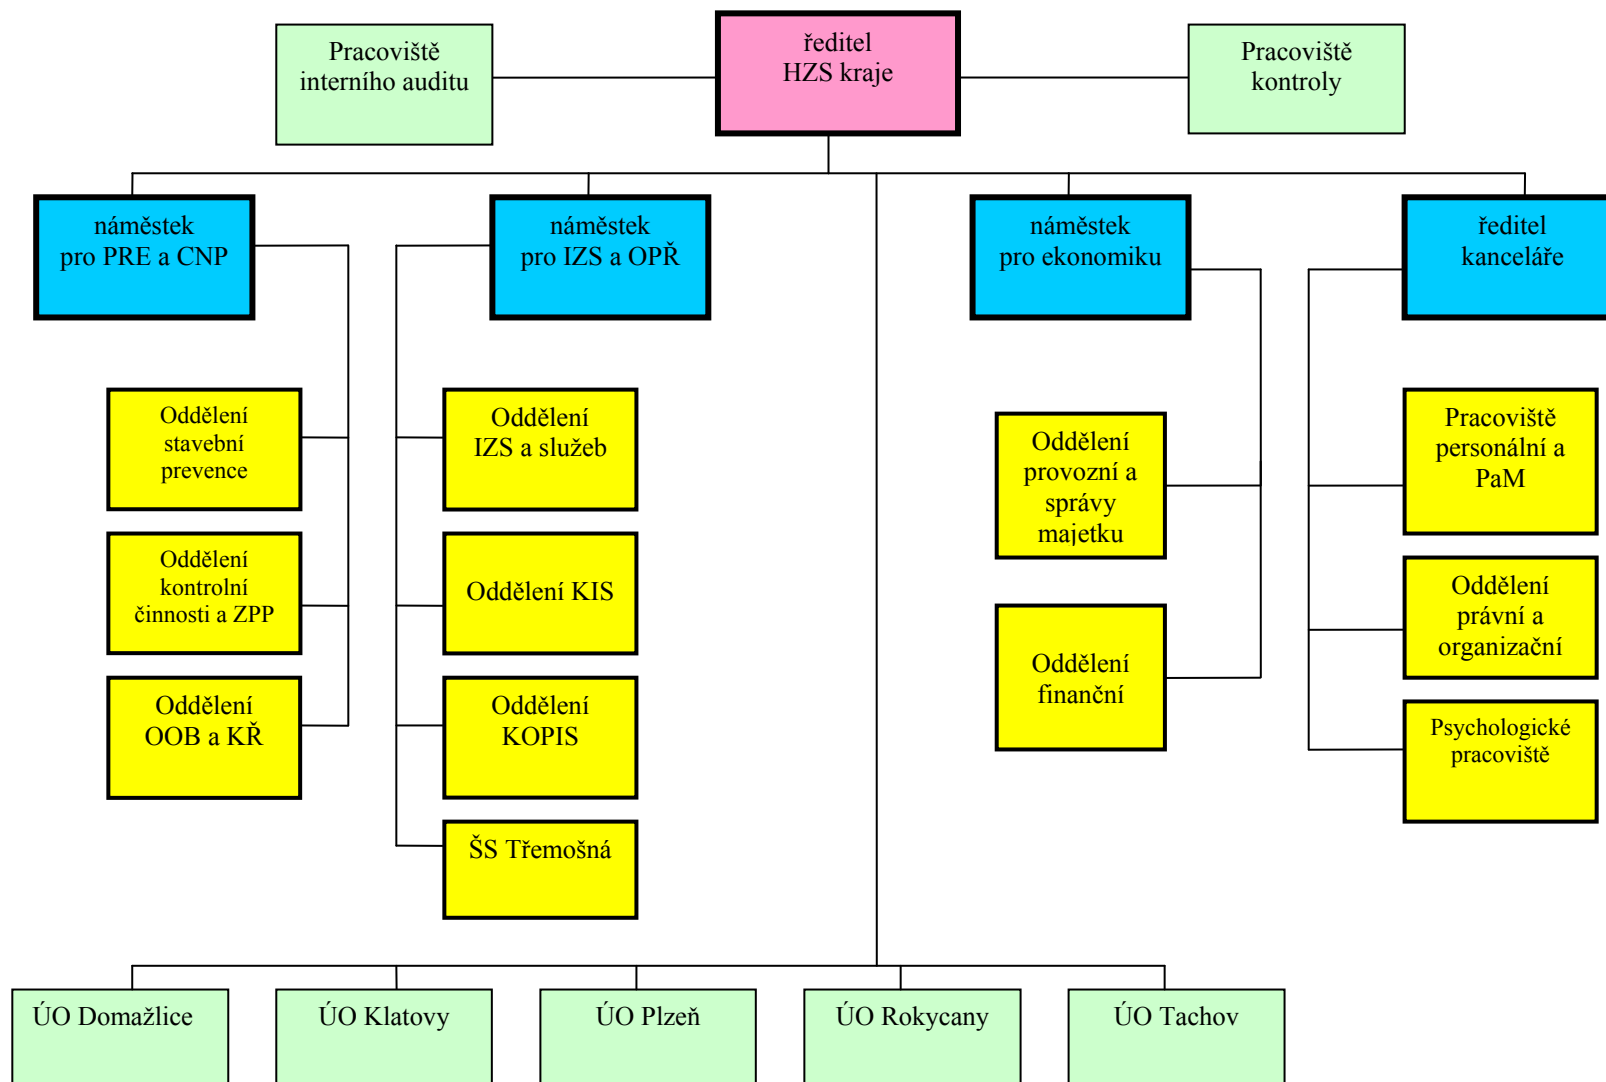 Pracoviště
interního auditu
ředitel
HZS kraje
Pracoviště
kontroly
náměstek
pro PRE a CNP
náměstek
pro IZS a OPŘ
náměstek
pro ekonomiku
ředitel
kanceláře
Oddělení
stavební
prevence
Oddělení
kontrolní
činnosti a ZPP
Oddělení
OOB a KŘ
Oddělení
IZS a služeb
Oddělení KIS
Oddělení
KOPIS
ŠS Třemošná
Oddělení
provozní a
správy
majetku
Oddělení
finanční
Pracoviště
personální a
PaM
Oddělení
právní a
organizační
Psychologické
pracoviště
ÚO Domažlice
ÚO Klatovy
ÚO Plzeň
ÚO Rokycany
ÚO Tachov